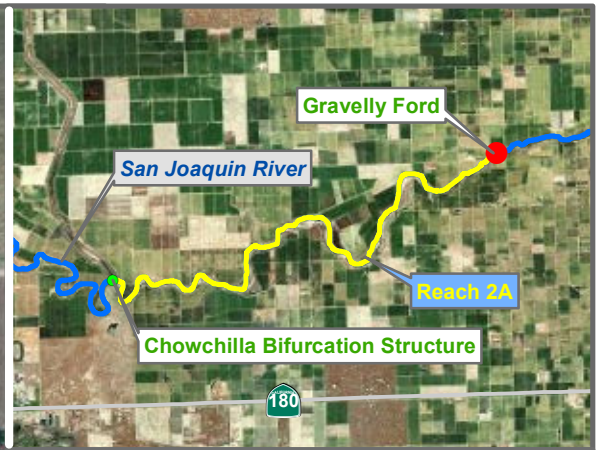 Gravelly Ford
San Joaquin River
Reach 2A
Chowchilla Bifurcation Structure
180